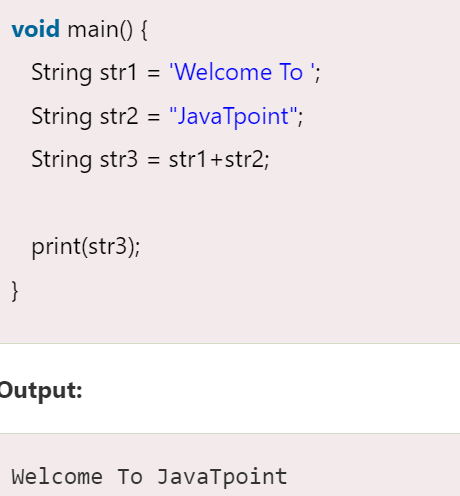 void main() {
String str1 = 'Welcome To ';
String str2 = "JavaTpoint";
String str3 = str1+str2;
print(str3);
}
Output:
Welcome To JavaTpoint